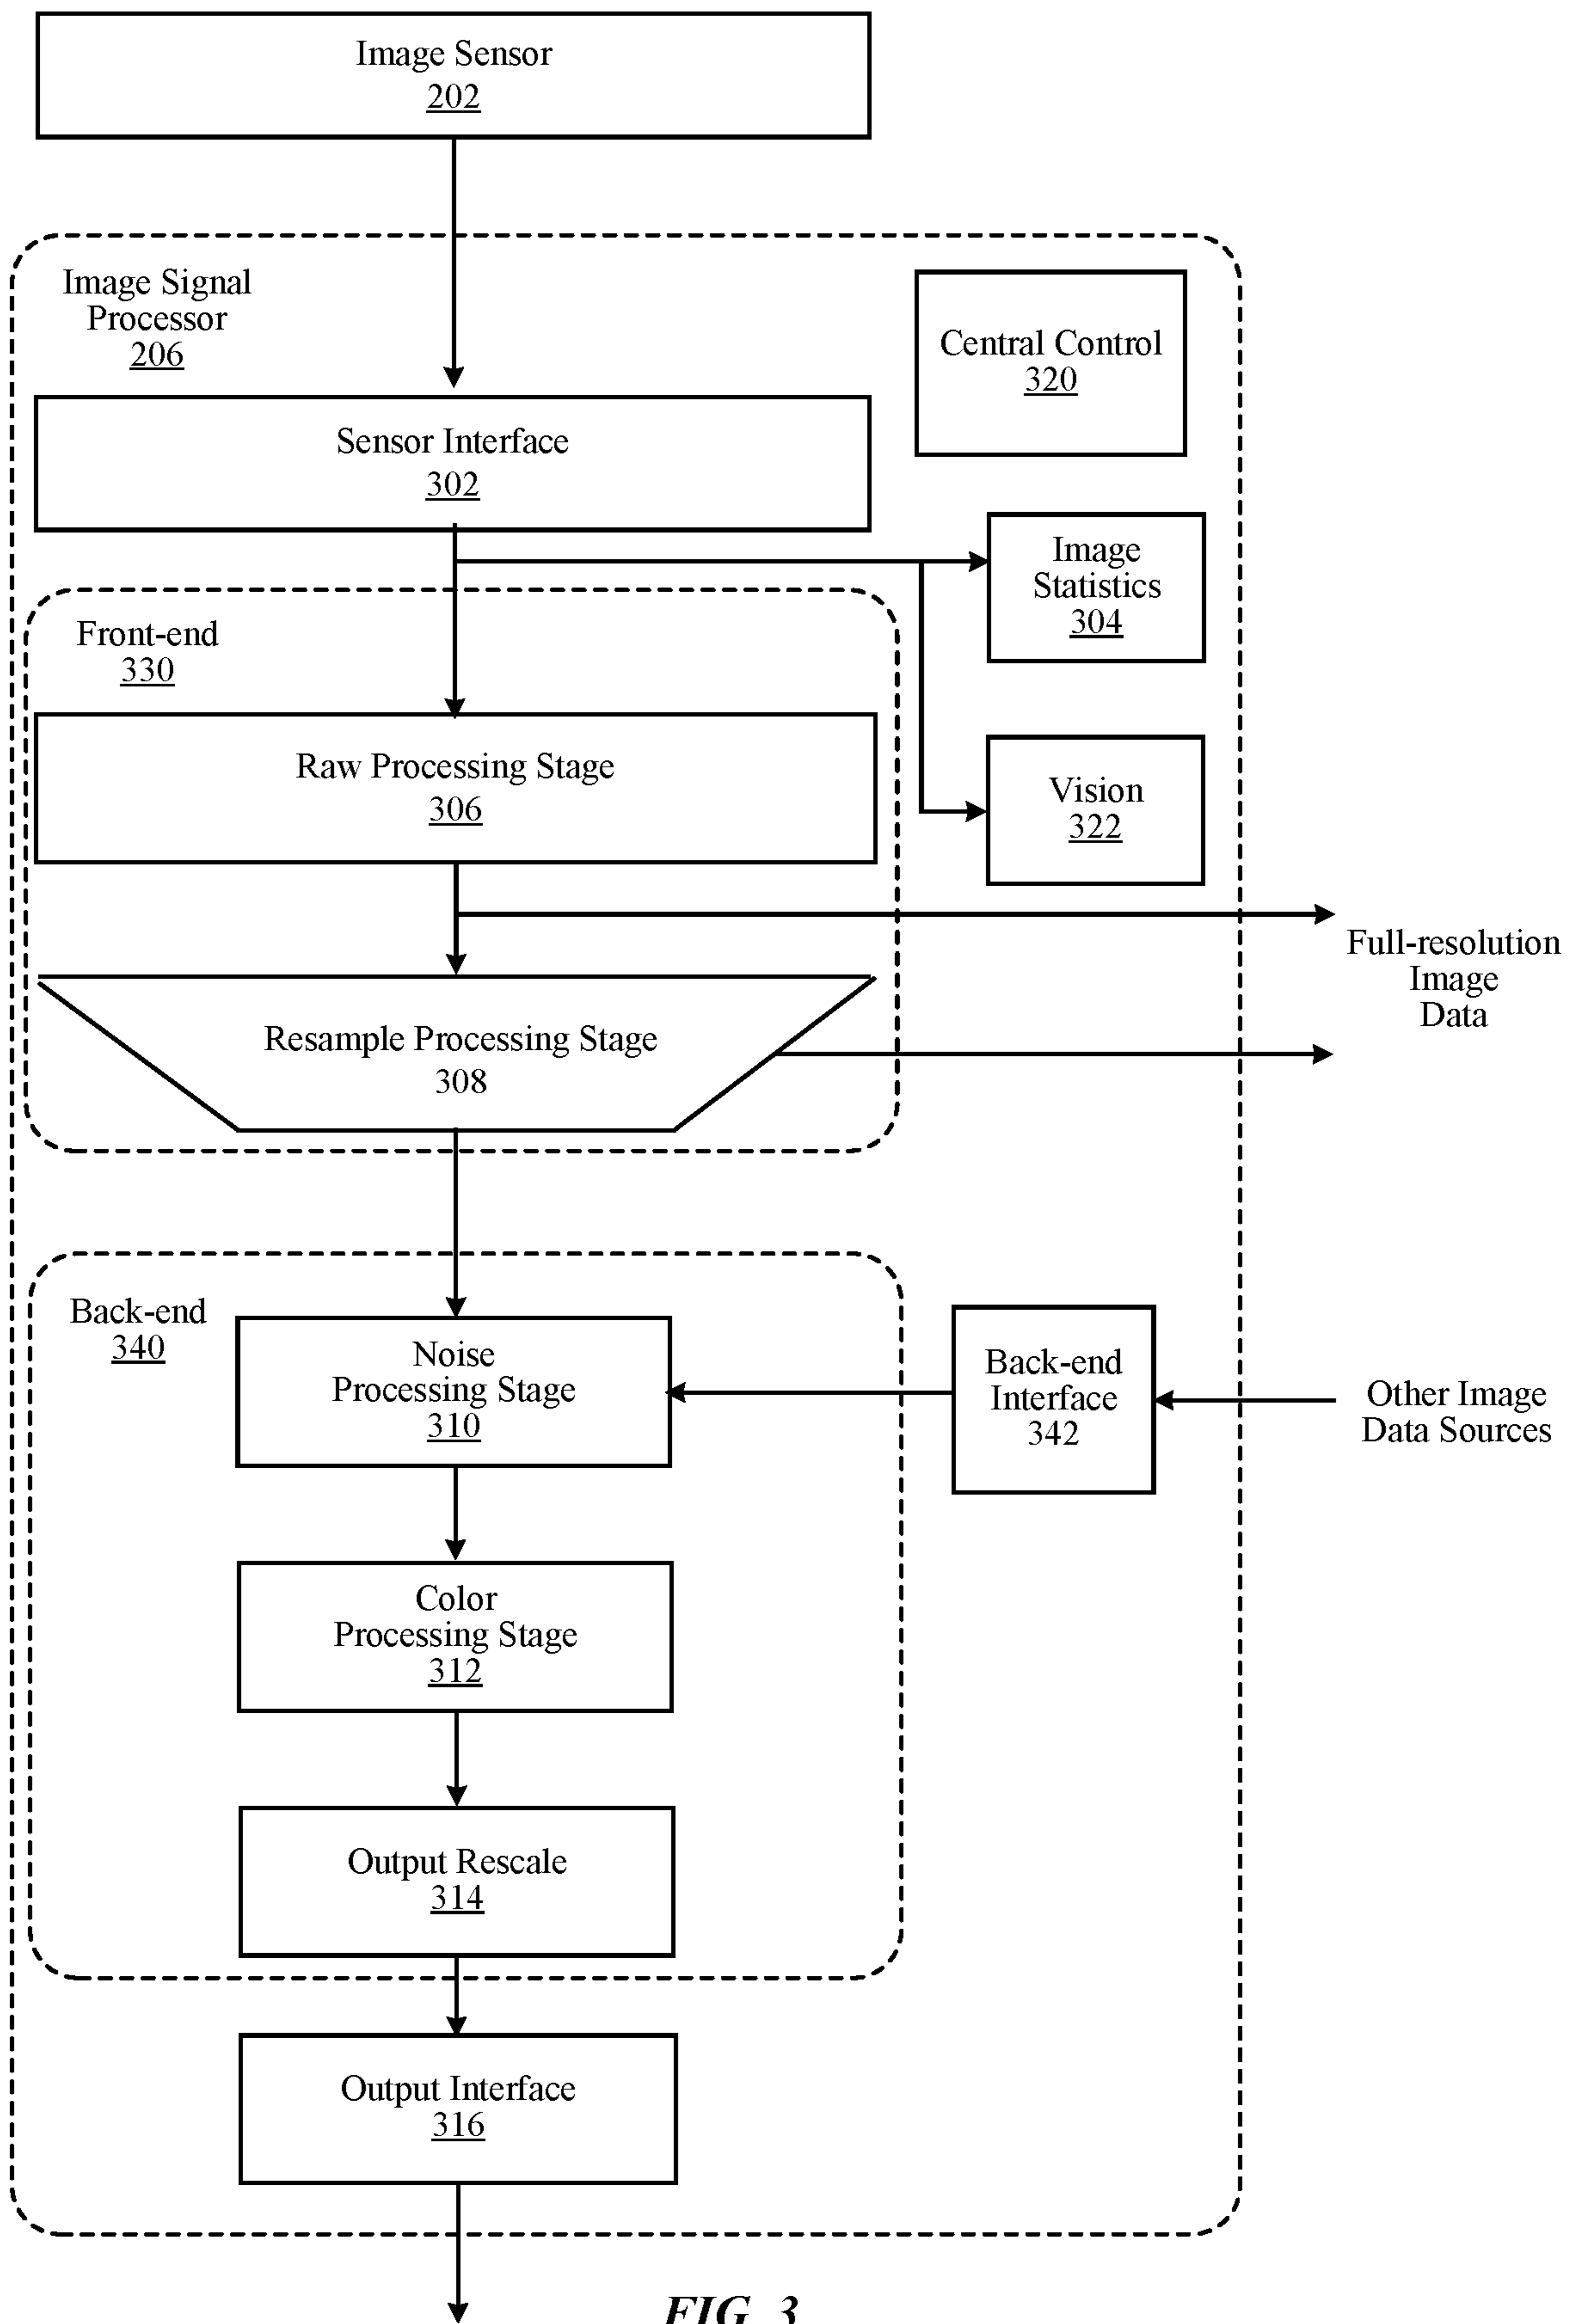 Image Sensor
202
Image Signal
Processor
206
Central Control
320
Sensor Interface
302
Image
Statistics
304
Front-end
330
Raw Processing Stage
306
Vision
322
Full-resolution
Image
Data
Resample Processing Stage
308
Back-end
340
Noise
Processing Stage
310
Back-end
Interface
342
Other Image
Data Sources
Color
Processing Stage
312
Output Rescale
314
Output Interface
316
FIG. 3